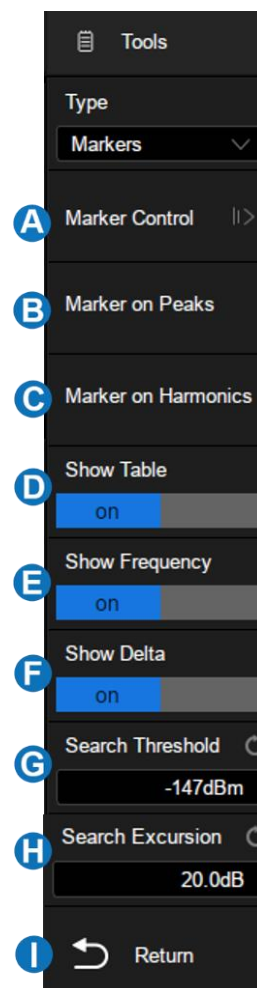 Tools
Type
Markers
A Marker Control
B Marker on Peaks
C Marker on Harmonics
D Show Table
on
E Show Frequency
on
F Show Delta
on
G Search Threshold
-147dBm
H Search Excursion
20.0dB
I Return